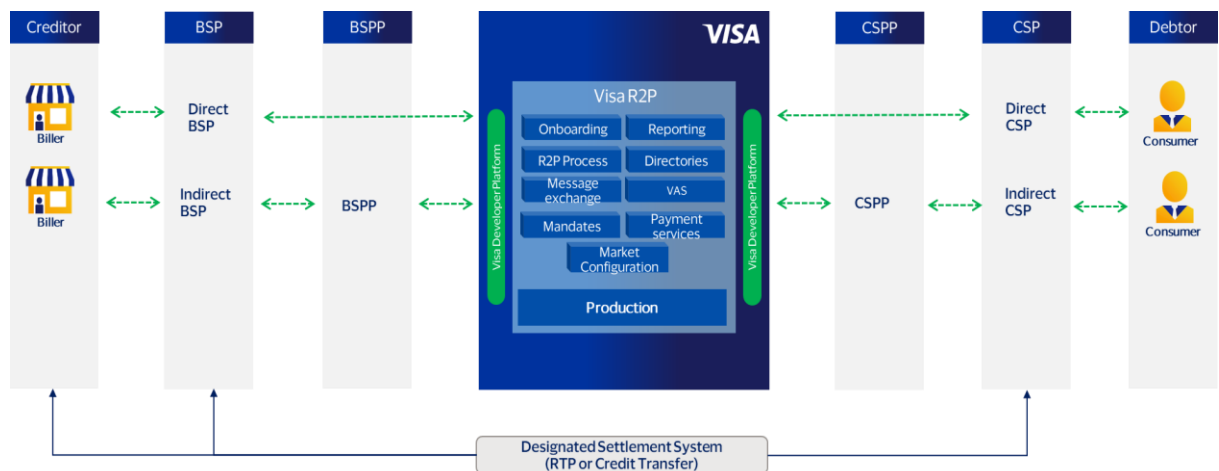 Creditor
BSP
BSPP
VISA
CSPP
CSP
Debtor
Visa R2P
Onboarding
Reporting
R2P Process
Directories
Message
exchange
VAS
Mandates
Payment
services
Market
Configuration
Production
Visa Developer Platform
Visa Developer Platform
Biller
Direct
BSP
Direct
CSP
Consumer
Biller
Indirect
BSP
BSPP
CSPP
Indirect
CSP
Consumer
Designated Settlement System
(RTP or Credit Transfer)